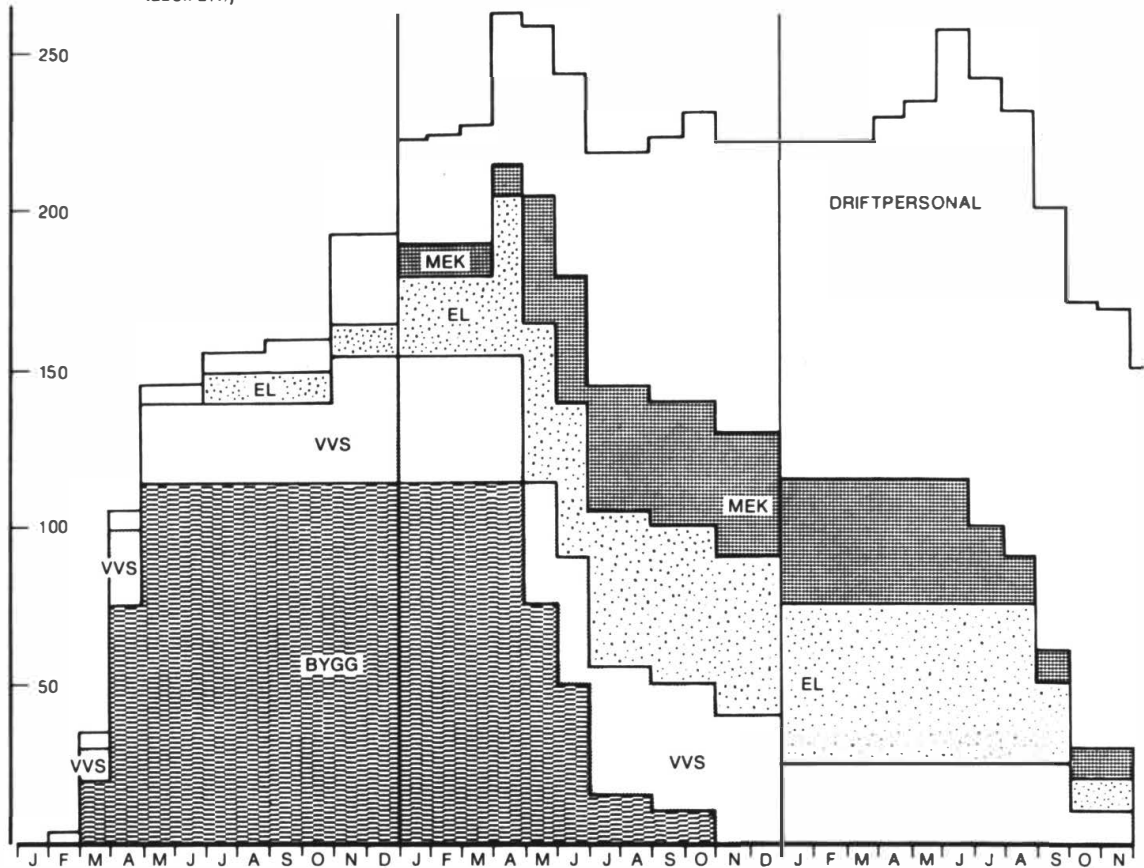 250
200
DRIFTPERSONAL
MEK
EL
150
EL
VVS
100
MEK
VVS
BYGG
50
EL
VVS
VVS
J F M A M J J A S O N D J F M A M J J A S O N D J F M A M J J A S O N